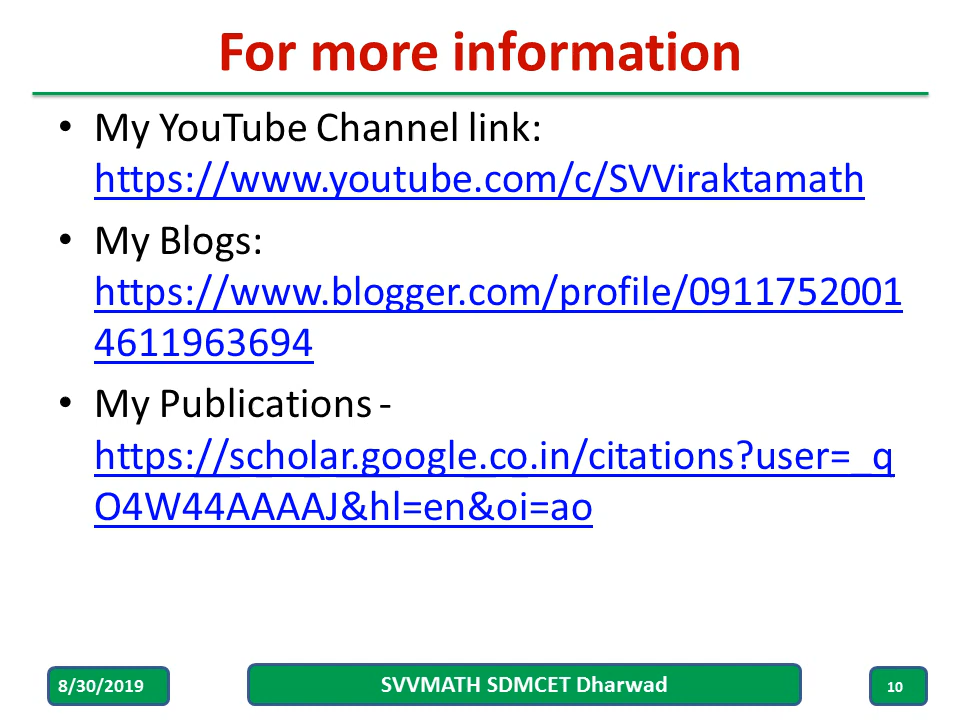 For more information
• My YouTube Channel link:
https://www.youtube.com/c/SVViraktamath
• My Blogs:
https://www.blogger.com/profile/0911752001
4611963694
• My Publications -
https://scholar.google.co.in/citations?user=_q
O4W44AAAAJ&hl=en&oi=ao
8/30/2019
SVVMATH SDMCET Dharwad
10